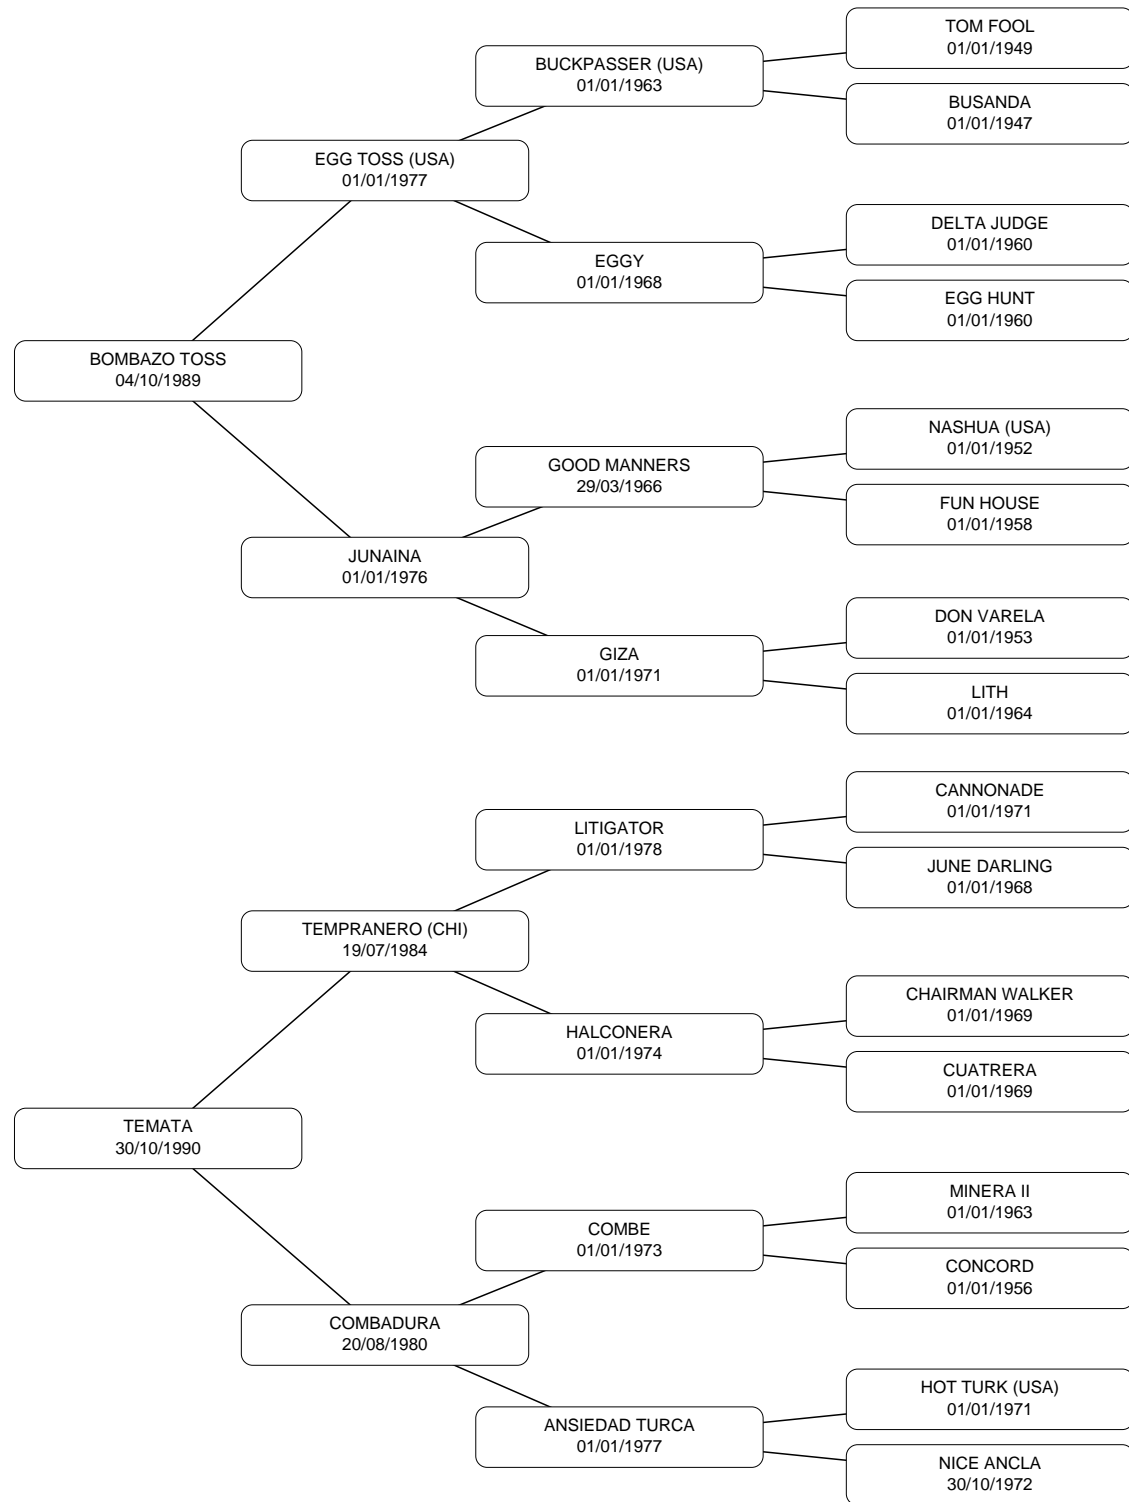 TOM FOOL
01/01/1949
BUCKPASSER (USA)
01/01/1963
BUSANDA
01/01/1947
EGG TOSS (USA)
01/01/1977
DELTA JUDGE
01/01/1960
EGGY
01/01/1968
EGG HUNT
01/01/1960
BOMBAZO TOSS
04/10/1989
NASHUA (USA)
01/01/1952
GOOD MANNERS
29/03/1966
FUN HOUSE
01/01/1958
JUNAINA
01/01/1976
DON VARELA
01/01/1953
GIZA
01/01/1971
LITH
01/01/1964
CANNONADE
01/01/1971
LITIGATOR
01/01/1978
JUNE DARLING
01/01/1968
TEMPRANERO (CHI)
19/07/1984
CHAIRMAN WALKER
01/01/1969
HALCONERA
01/01/1974
CUATRERA
01/01/1969
TEMATA
30/10/1990
MINERA II
01/01/1963
COMBE
01/01/1973
CONCORD
01/01/1956
COMBADURA
20/08/1980
HOT TURK (USA)
01/01/1971
ANSIEDAD TURCA
01/01/1977
NICE ANCLA
30/10/1972